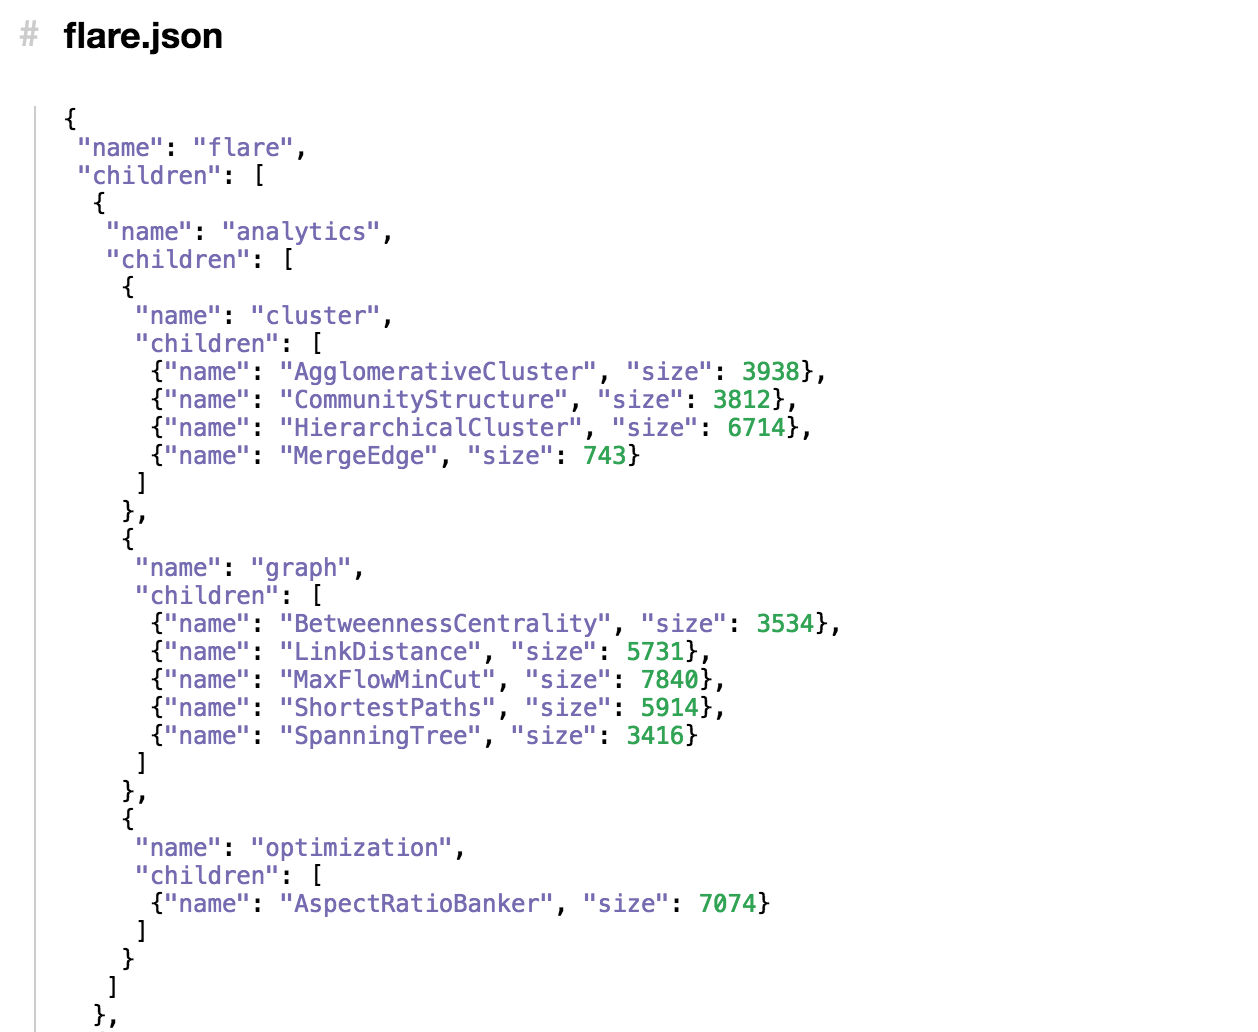 # flare.json
{
 "name": "flare",
 "children": [
  {
   "name": "analytics",
   "children": [
    {
     "name": "cluster",
     "children": [
      {"name": "AgglomerativeCluster", "size": 3938},
      {"name": "CommunityStructure", "size": 3812},
      {"name": "HierarchicalCluster", "size": 6714},
      {"name": "MergeEdge", "size": 743}
     ]
    },
    {
     "name": "graph",
     "children": [
      {"name": "BetweennessCentrality", "size": 3534},
      {"name": "LinkDistance", "size": 5731},
      {"name": "MaxFlowMinCut", "size": 7840},
      {"name": "ShortestPaths", "size": 5914},
      {"name": "SpanningTree", "size": 3416}
     ]
    },
    {
     "name": "optimization",
     "children": [
      {"name": "AspectRatioBanker", "size": 7074}
     ]
    }
   ]
  },